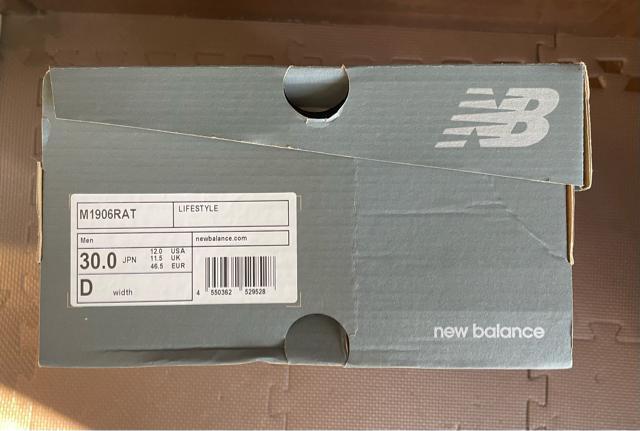 NB
M1906RAT
LIFESTYLE
Men
newbalance.com
30.0 JPN
12.0 USA
11.5 UK
46.5 EUR
D width
4 550362 529528
new balance